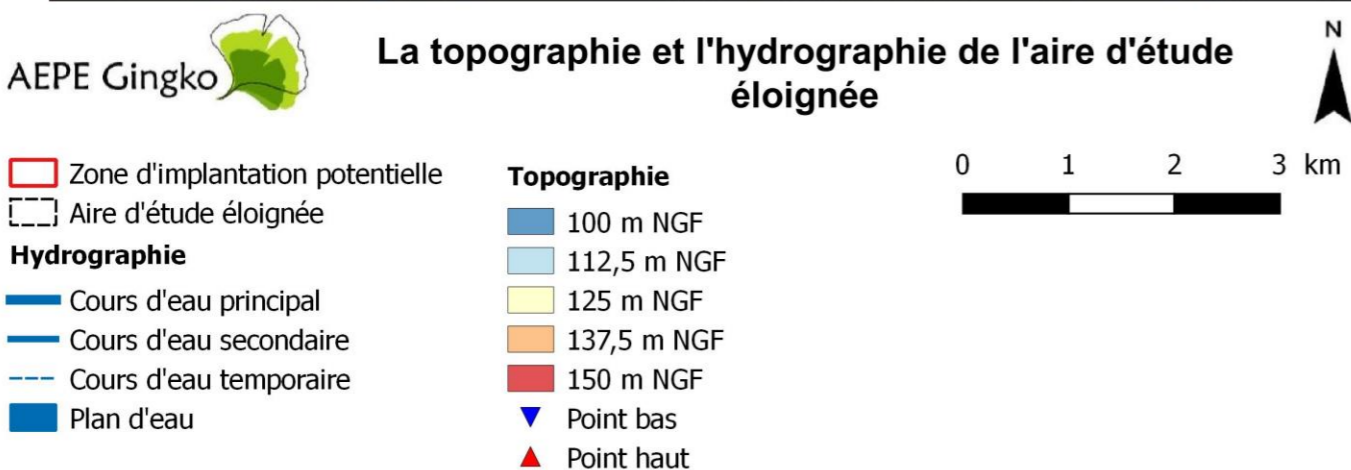 AEPE Gingko
La topographie et l'hydrographie de l'aire d'étude
éloignée
N
Zone d'implantation potentielle
Aire d'étude éloignée
Hydrographie
Cours d'eau principal
Cours d'eau secondaire
Cours d'eau temporaire
Plan d'eau
Topographie
100 m NGF
112,5 m NGF
125 m NGF
137,5 m NGF
150 m NGF
Point bas
Point haut
0 1 2 3 km